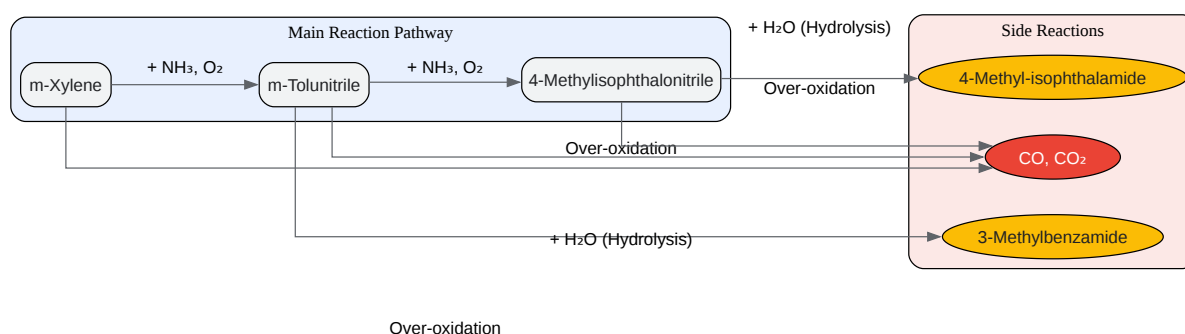 + H₂O (Hydrolysis)
Main Reaction Pathway
Side Reactions
m-Xylene
+ NH₃, O₂
m-Tolunitrile
+ NH₃, O₂
4-Methylisophthalonitrile
Over-oxidation
4-Methyl-isophthalamide
Over-oxidation
CO, CO₂
+ H₂O (Hydrolysis)
3-Methylbenzamide
Over-oxidation